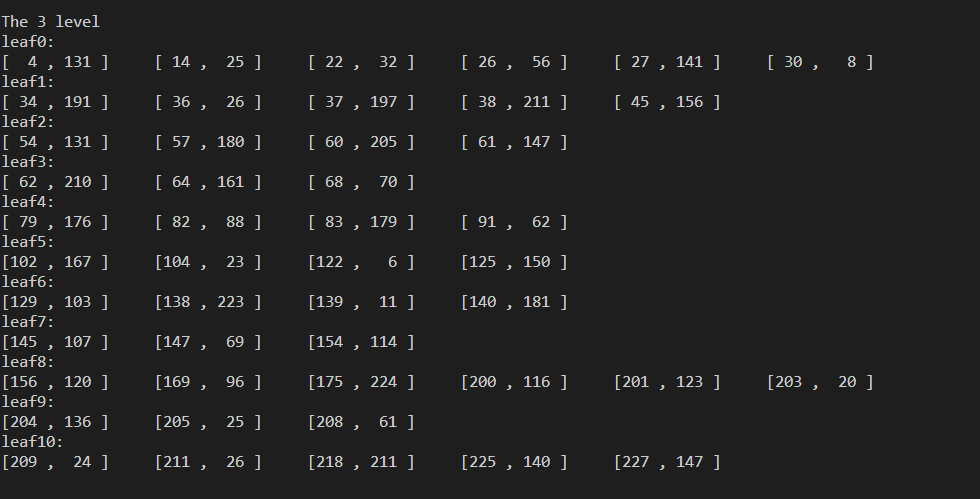 The 3 level
leaf0:
[  4 , 131 ]     [ 14 ,  25 ]     [ 22 ,  32 ]     [ 26 ,  56 ]     [ 27 , 141 ]     [ 30 ,   8 ]
leaf1:
[ 34 , 191 ]     [ 36 ,  26 ]     [ 37 , 197 ]     [ 38 , 211 ]     [ 45 , 156 ]
leaf2:
[ 54 , 131 ]     [ 57 , 180 ]     [ 60 , 205 ]     [ 61 , 147 ]
leaf3:
[ 62 , 210 ]     [ 64 , 161 ]     [ 68 ,  70 ]
leaf4:
[ 79 , 176 ]     [ 82 ,  88 ]     [ 83 , 179 ]     [ 91 ,  62 ]
leaf5:
[102 , 167 ]     [104 ,  23 ]     [122 ,   6 ]     [125 , 150 ]
leaf6:
[129 , 103 ]     [138 , 223 ]     [139 ,  11 ]     [140 , 181 ]
leaf7:
[145 , 107 ]     [147 ,  69 ]     [154 , 114 ]
leaf8:
[156 , 120 ]     [169 ,  96 ]     [175 , 224 ]     [200 , 116 ]     [201 , 123 ]     [203 ,  20 ]
leaf9:
[204 , 136 ]     [205 ,  25 ]     [208 ,  61 ]
leaf10:
[209 ,  24 ]     [211 ,  26 ]     [218 , 211 ]     [225 , 140 ]     [227 , 147 ]